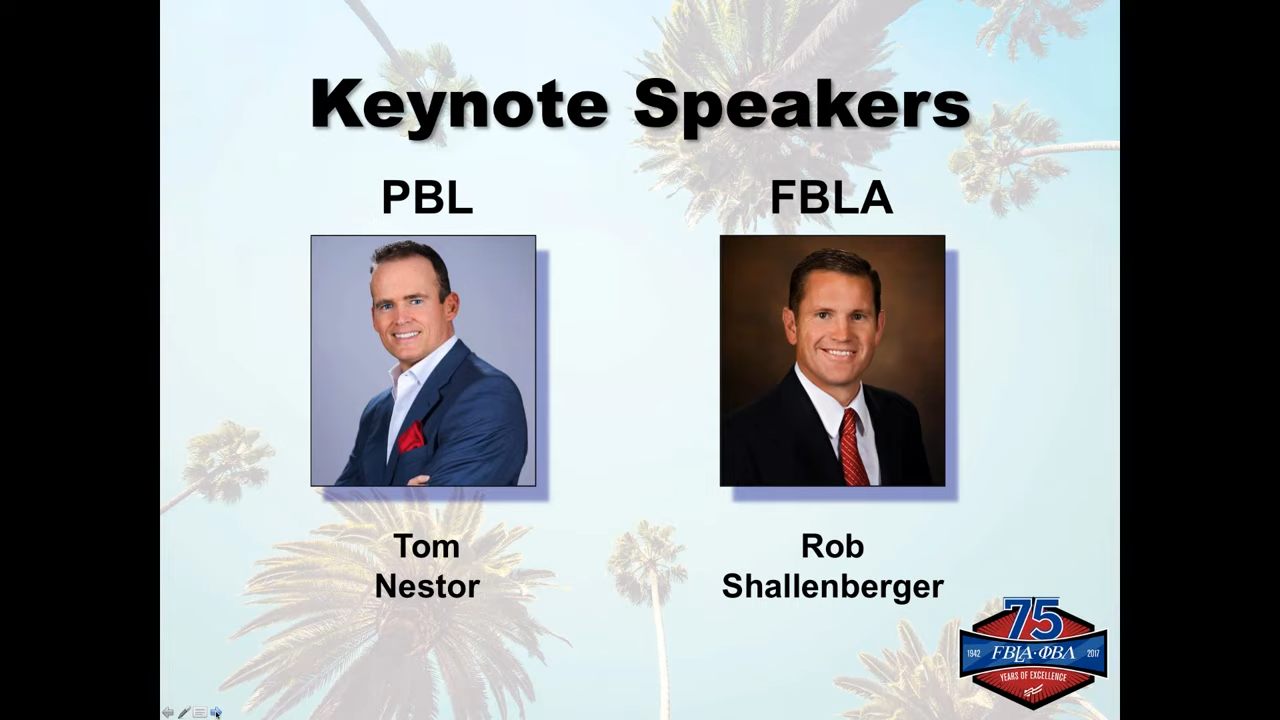 Keynote Speakers
PBL
FBLA
Tom
Nestor
Rob
Shallenberger
75
1942
FBLA·ΦΒΛ
2017
YEARS OF EXCELLENCE